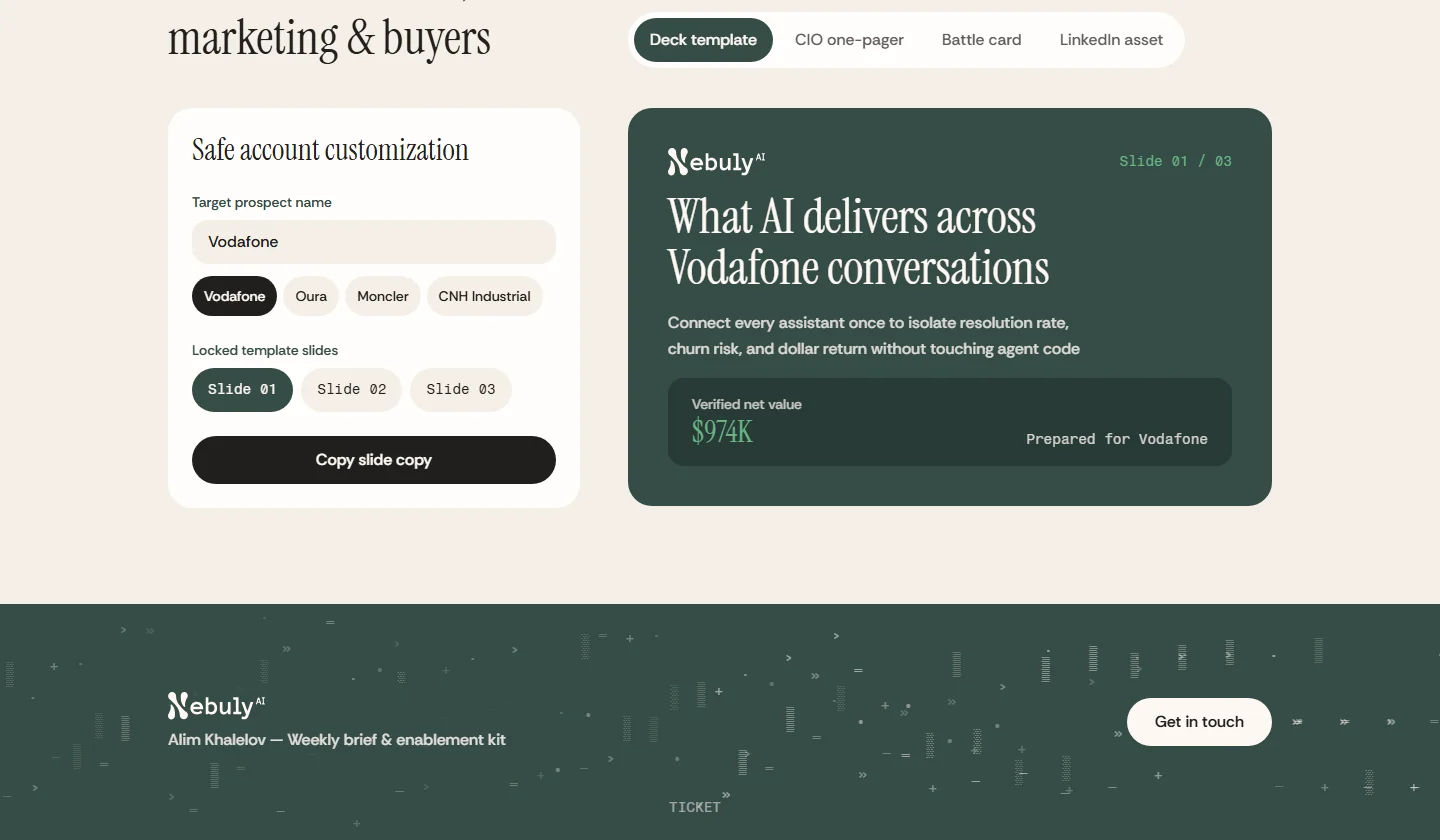 marketing & buyers
Deck template
CIO one-pager
Battle card
LinkedIn asset
Safe account customization
Target prospect name
Vodafone
Vodafone
Oura
Moncler
CNH Industrial
Locked template slides
Slide 01
Slide 02
Slide 03
Copy slide copy
Nebuly AI
Slide 01 / 03
What AI delivers across
Vodafone conversations
Connect every assistant once to isolate resolution rate,
churn risk, and dollar return without touching agent code
Verified net value
$974K
Prepared for Vodafone
Nebuly AI
Alim Khalelov — Weekly brief & enablement kit
Get in touch
TICKET